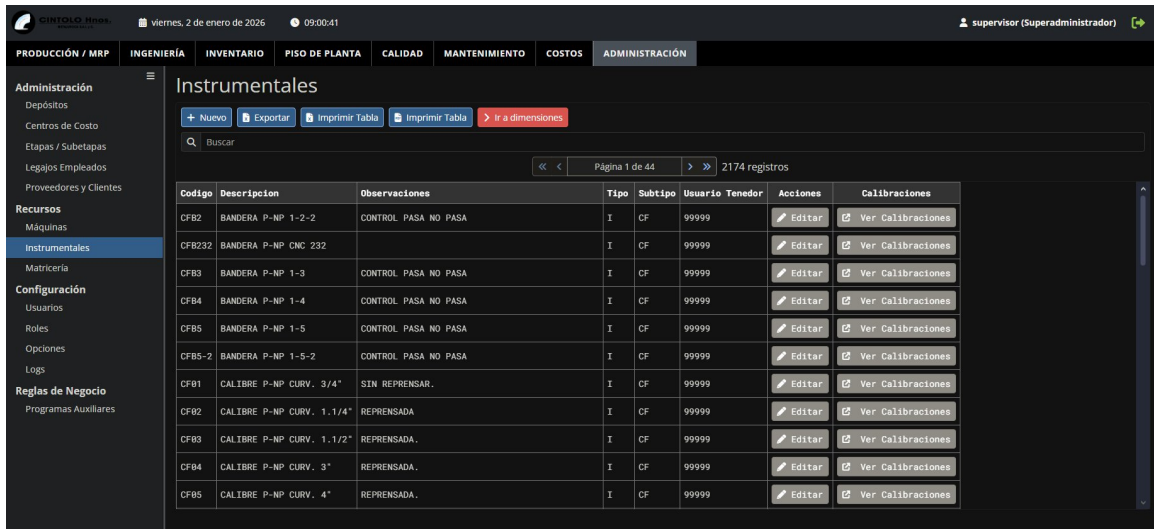 CINTOLO Hnos.
viernes, 2 de enero de 2026
09:00:41
supervisor (Superadministrador)
PRODUCCIÓN / MRP INGENIERÍA INVENTARIO PISO DE PLANTA CALIDAD MANTENIMIENTO COSTOS ADMINISTRACIÓN
Administración
Depósitos
Centros de Costo
Etapas / Subetapas
Legajos Empleados
Proveedores y Clientes
Recursos
Máquinas
Instrumentales
Matricería
Configuración
Usuarios
Roles
Opciones
Logs
Reglas de Negocio
Programas Auxiliares
Instrumentales
+ Nuevo Exportar Imprimir Tabla Imprimir Tabla Ir a dimensiones
Buscar
« < Página 1 de 44 > » 2174 registros
Codigo Descripcion Observaciones Tipo Subtipo Usuario Tenedor Acciones Calibraciones
CFB2 BANDERA P-NP 1-2-2 CONTROL PASA NO PASA I CF 99999 Editar Ver Calibraciones
CFB232 BANDERA P-NP CNC 232 I CF 99999 Editar Ver Calibraciones
CFB3 BANDERA P-NP 1-3 CONTROL PASA NO PASA I CF 99999 Editar Ver Calibraciones
CFB4 BANDERA P-NP 1-4 CONTROL PASA NO PASA I CF 99999 Editar Ver Calibraciones
CFB5 BANDERA P-NP 1-5 CONTROL PASA NO PASA I CF 99999 Editar Ver Calibraciones
CFB5-2 BANDERA P-NP 1-5-2 CONTROL PASA NO PASA I CF 99999 Editar Ver Calibraciones
CF01 CALIBRE P-NP CURV. 3/4" SIN REPRENSAR. I CF 99999 Editar Ver Calibraciones
CF02 CALIBRE P-NP CURV. 1.1/4" REPRENSADA I CF 99999 Editar Ver Calibraciones
CF03 CALIBRE P-NP CURV. 1.1/2" REPRENSADA. I CF 99999 Editar Ver Calibraciones
CF04 CALIBRE P-NP CURV. 3" REPRENSADA. I CF 99999 Editar Ver Calibraciones
CF05 CALIBRE P-NP CURV. 4" REPRENSADA. I CF 99999 Editar Ver Calibraciones